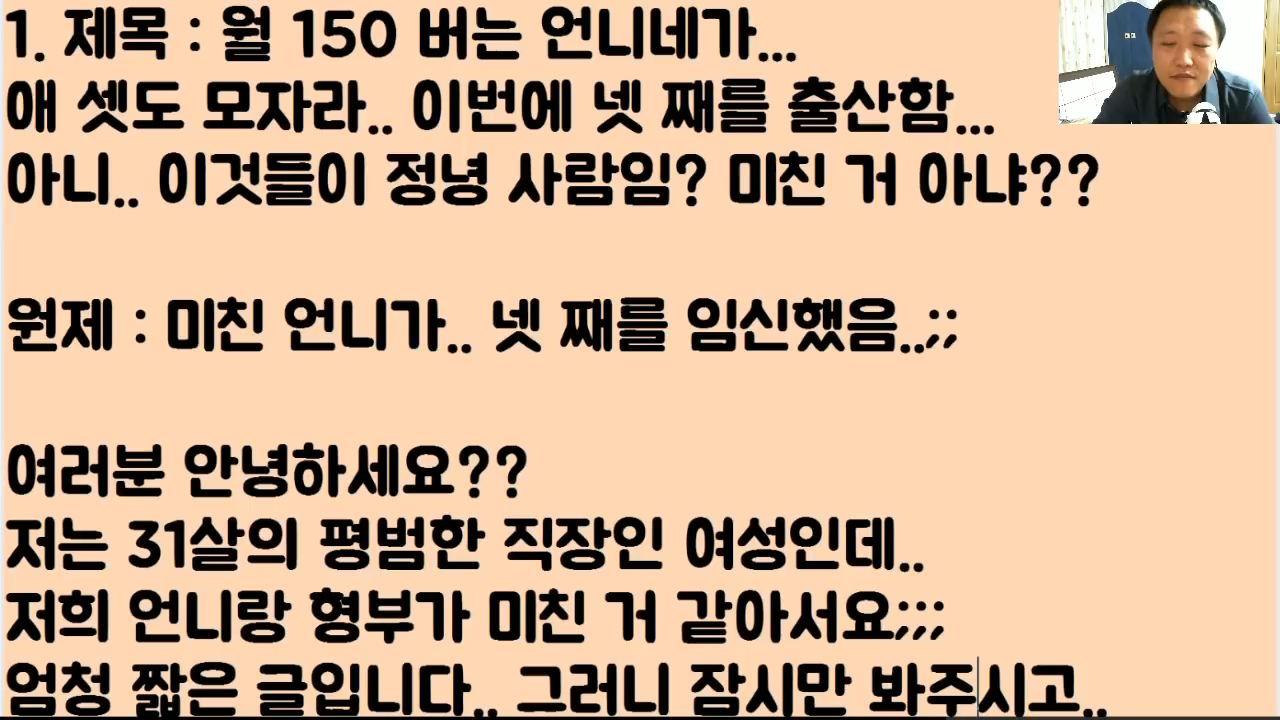 1. 제목 : 월 150 버는 언니네가...
애 셋도 모자라.. 이번에 넷 째를 출산함...
아니.. 이것들이 정녕 사람임? 미친 거 아냐??
원제 : 미친 언니가.. 넷 째를 임신했음..;;
여러분 안녕하세요??
저는 31살의 평범한 직장인 여성인데..
저희 언니랑 형부가 미친 거 같아서요;;;
엄청 짧은 글입니다.. 그러니 잠시만 봐주시고..